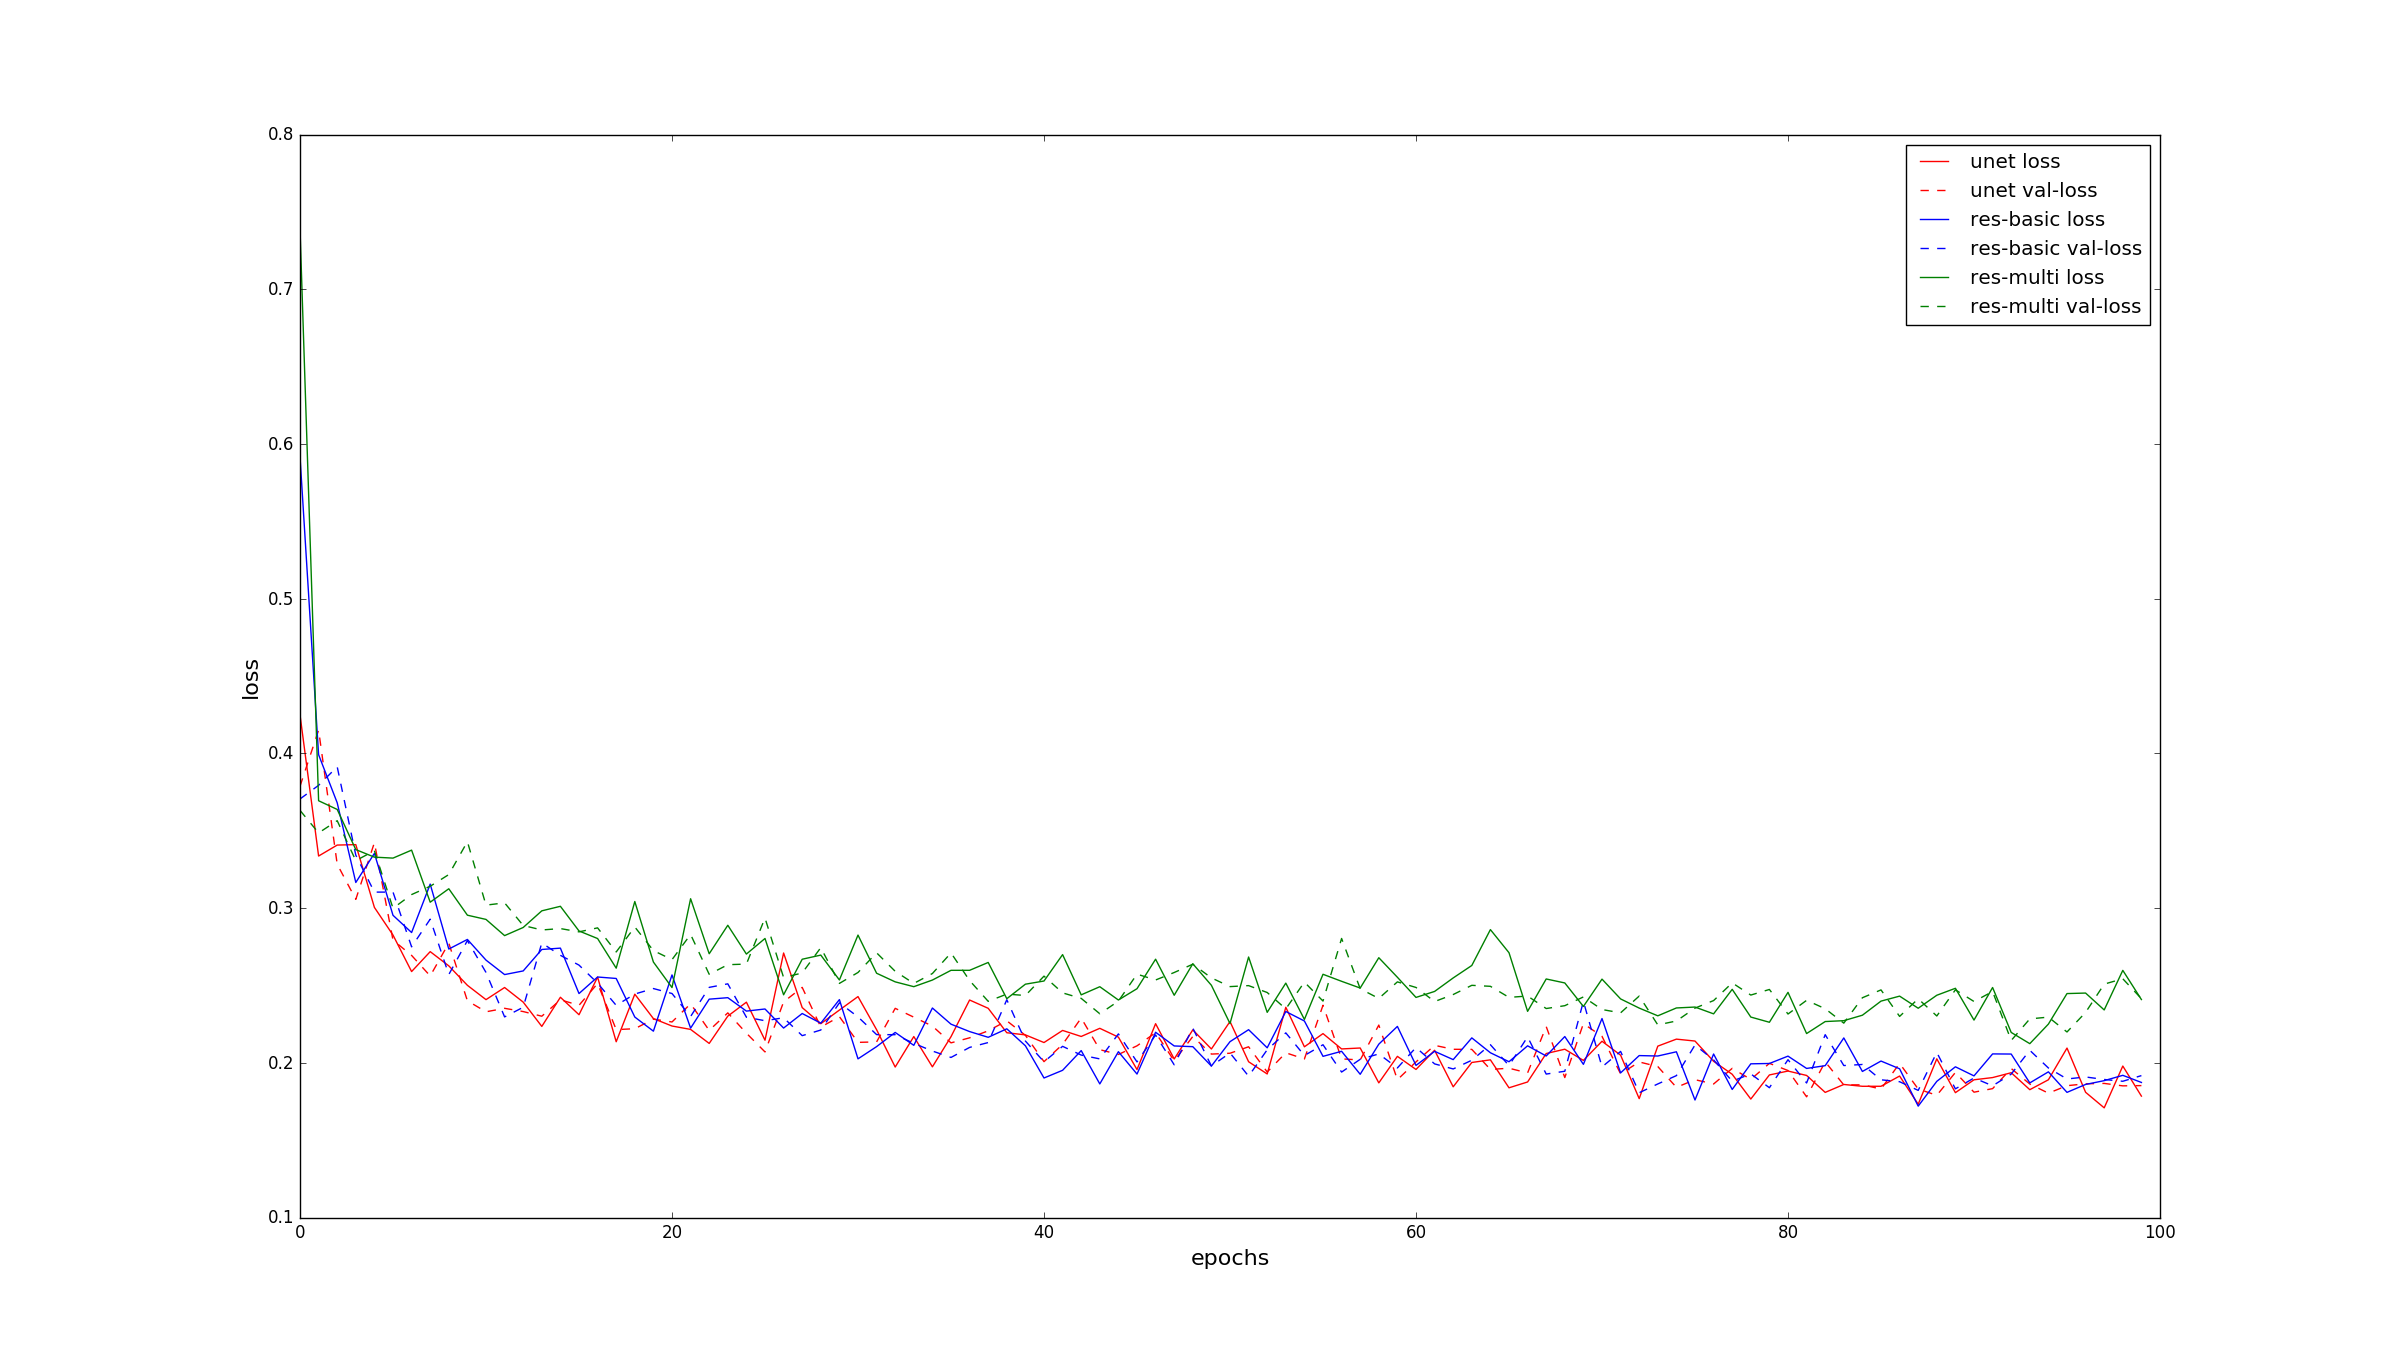 0.8
0.7
0.6
0.5
0.4
0.3
0.2
0.1
loss
0
20
40
60
80
100
epochs
unet loss
unet val-loss
res-basic loss
res-basic val-loss
res-multi loss
res-multi val-loss